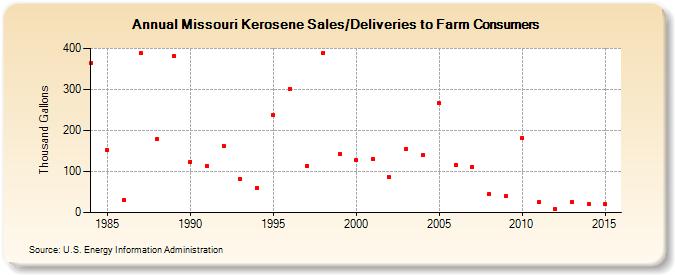 Annual Missouri Kerosene Sales/Deliveries to Farm Consumers
Thousand Gallons
400
300
200
100
0
1985 1990 1995 2000 2005 2010 2015
Source: U.S. Energy Information Administration